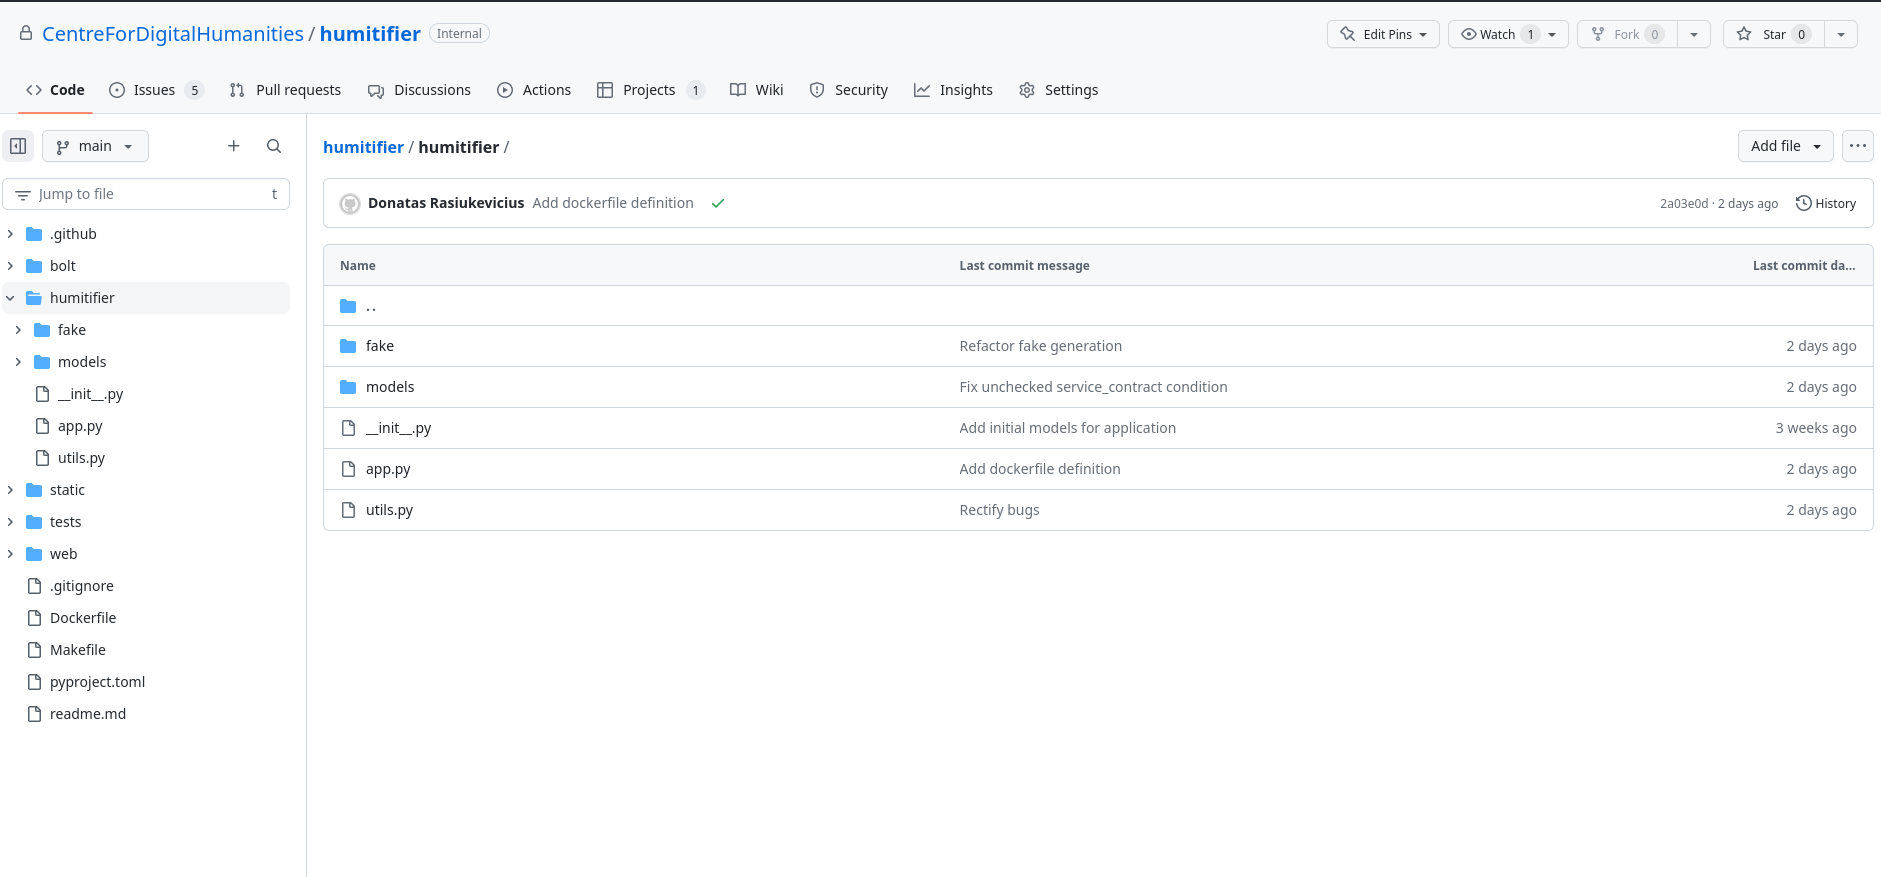 CentreForDigitalHumanities / humitifier Internal
Edit Pins Watch 1 Fork 0 Star 0
Code Issues 5 Pull requests Discussions Actions Projects 1 Wiki Security Insights Settings
main
Jump to file t
.github
bolt
humitifier
fake
models
__init__.py
app.py
utils.py
static
tests
web
.gitignore
Dockerfile
Makefile
pyproject.toml
readme.md
humitifier / humitifier /
Add file
Donatas Rasiukevicius Add dockerfile definition
2a03e0d · 2 days ago History
Name Last commit message Last commit da...
..
fake Refactor fake generation 2 days ago
models Fix unchecked service_contract condition 2 days ago
__init__.py Add initial models for application 3 weeks ago
app.py Add dockerfile definition 2 days ago
utils.py Rectify bugs 2 days ago